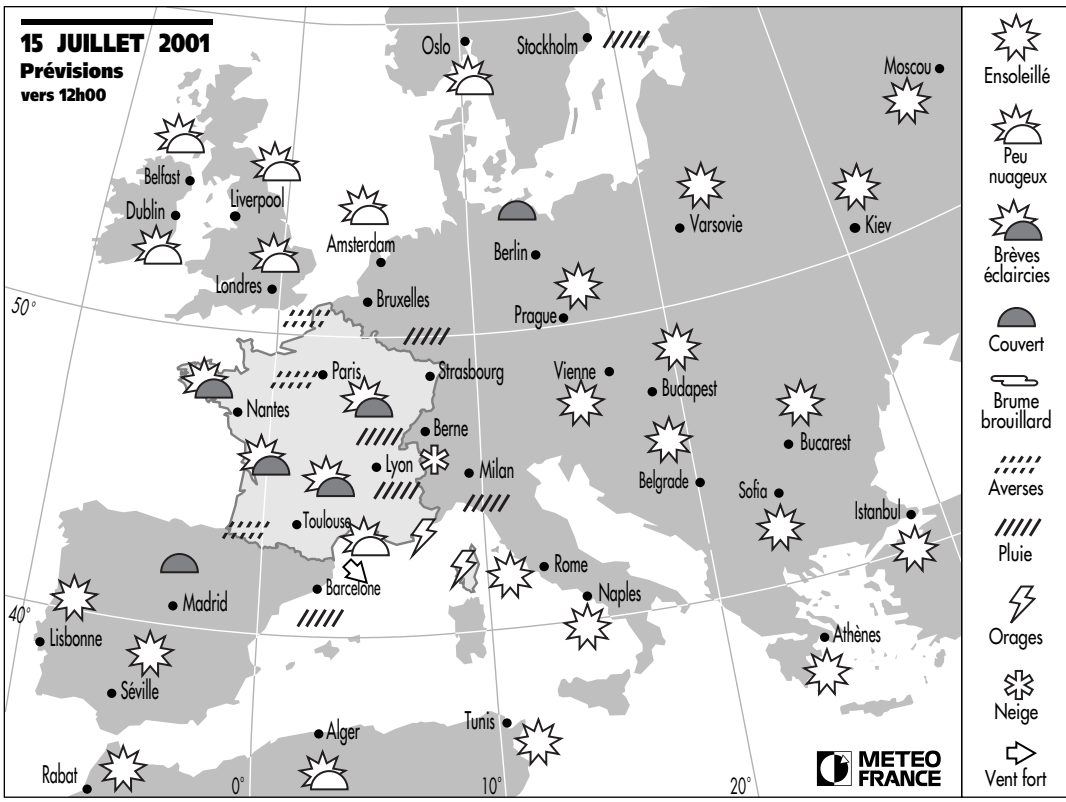 15 JUILLET 2001
Prévisions
vers 12h00
Oslo
Stockholm
Moscou
Belfast
Dublin
Liverpool
Amsterdam
Londres
Bruxelles
Berlin
Varsovie
Kiev
Prague
50°
Paris
Strasbourg
Vienne
Budapest
Nantes
Berne
Bucarest
Lyon
Milan
Belgrade
Sofia
Istanbul
Toulouse
Rome
Barcelone
Naples
Madrid
40°
Lisbonne
Athènes
Séville
Alger
Tunis
Rabat
0°
10°
20°
METEO
FRANCE
Ensoleillé
Peu
nuageux
Brèves
éclaircies
Couvert
Brume
brouillard
Averses
Pluie
Orages
Neige
Vent fort